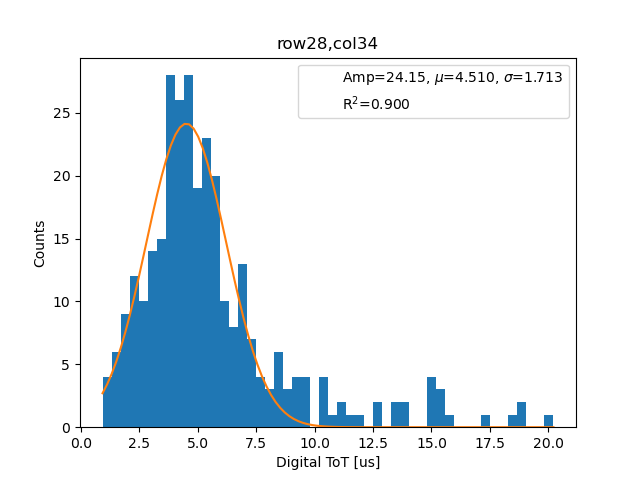 row28,col34
Amp=24.15, μ=4.510, σ=1.713
R²=0.900
Counts
25
20
15
10
5
0
0.0 2.5 5.0 7.5 10.0 12.5 15.0 17.5 20.0
Digital ToT [us]